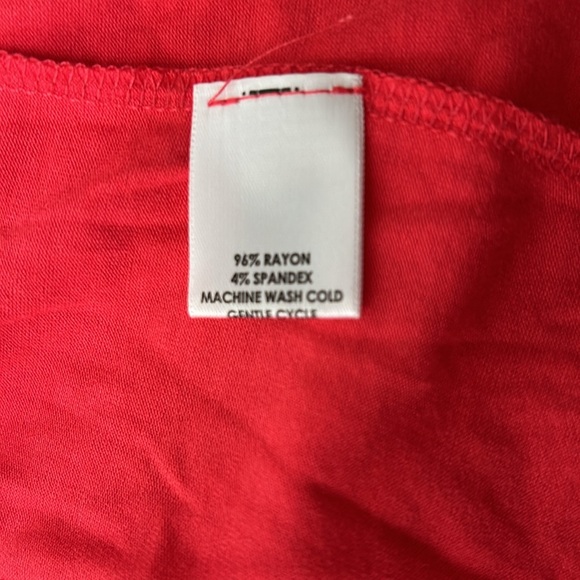 96% RAYON
4% SPANDEX
MACHINE WASH COLD
GENTLE CYCLE